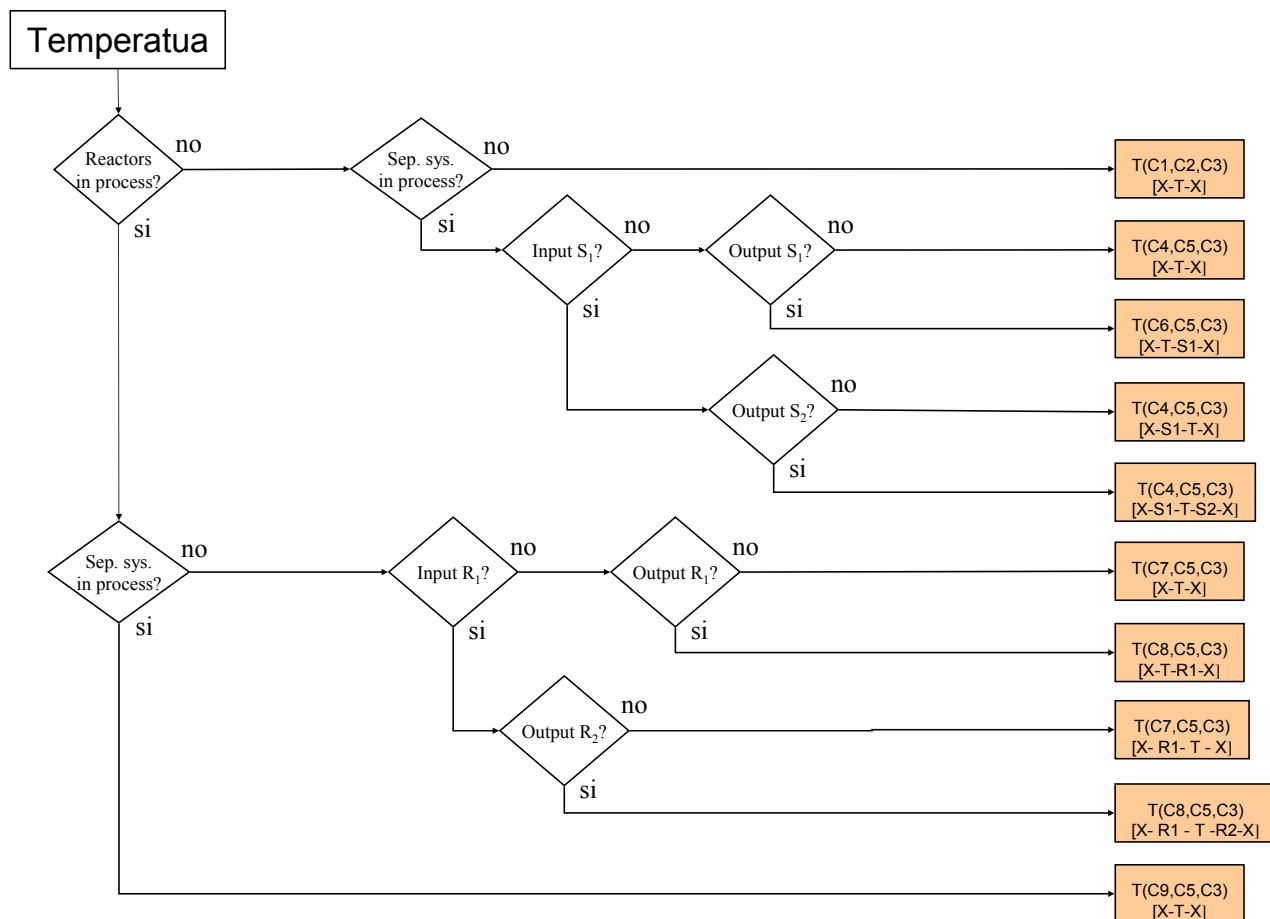 Temperatua
Reactors
in process?
no
si
Sep. sys.
in process?
no
si
T(C1,C2,C3)
[X-T-X]
Input S₁?
no
si
Output S₁?
no
si
T(C4,C5,C3)
[X-T-X]
T(C6,C5,C3)
[X-T-S1-X]
Output S₂?
no
si
T(C4,C5,C3)
[X-S1-T-X]
T(C4,C5,C3)
[X-S1-T-S2-X]
Sep. sys.
in process?
no
si
Input R₁?
no
si
Output R₁?
no
si
T(C7,C5,C3)
[X-T-X]
T(C8,C5,C3)
[X-T-R1-X]
Output R₂?
no
si
T(C7,C5,C3)
[X- R1- T - X]
T(C8,C5,C3)
[X- R1 - T -R2-X]
T(C9,C5,C3)
[X-T-X]